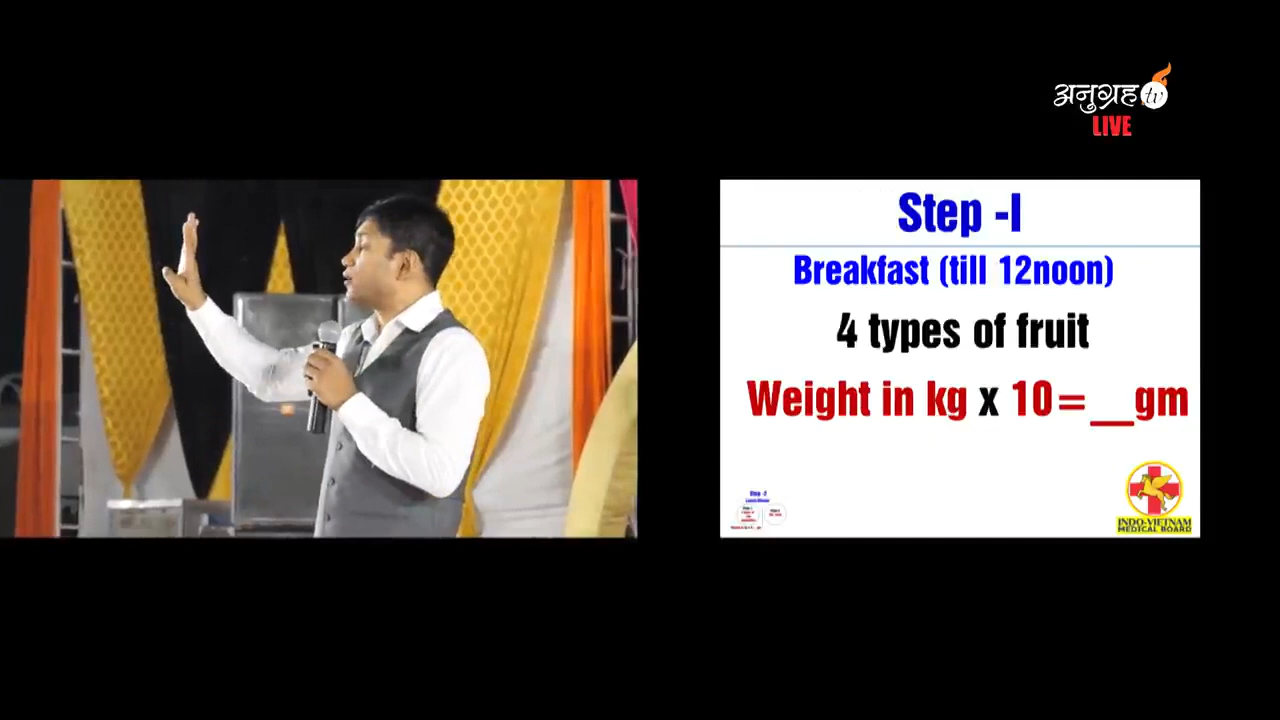 अनुग्रह tv
LIVE
Step -I
Breakfast (till 12noon)
4 types of fruit
Weight in kg x 10=__gm
INDO-VIETNAM
MEDICAL BOARD